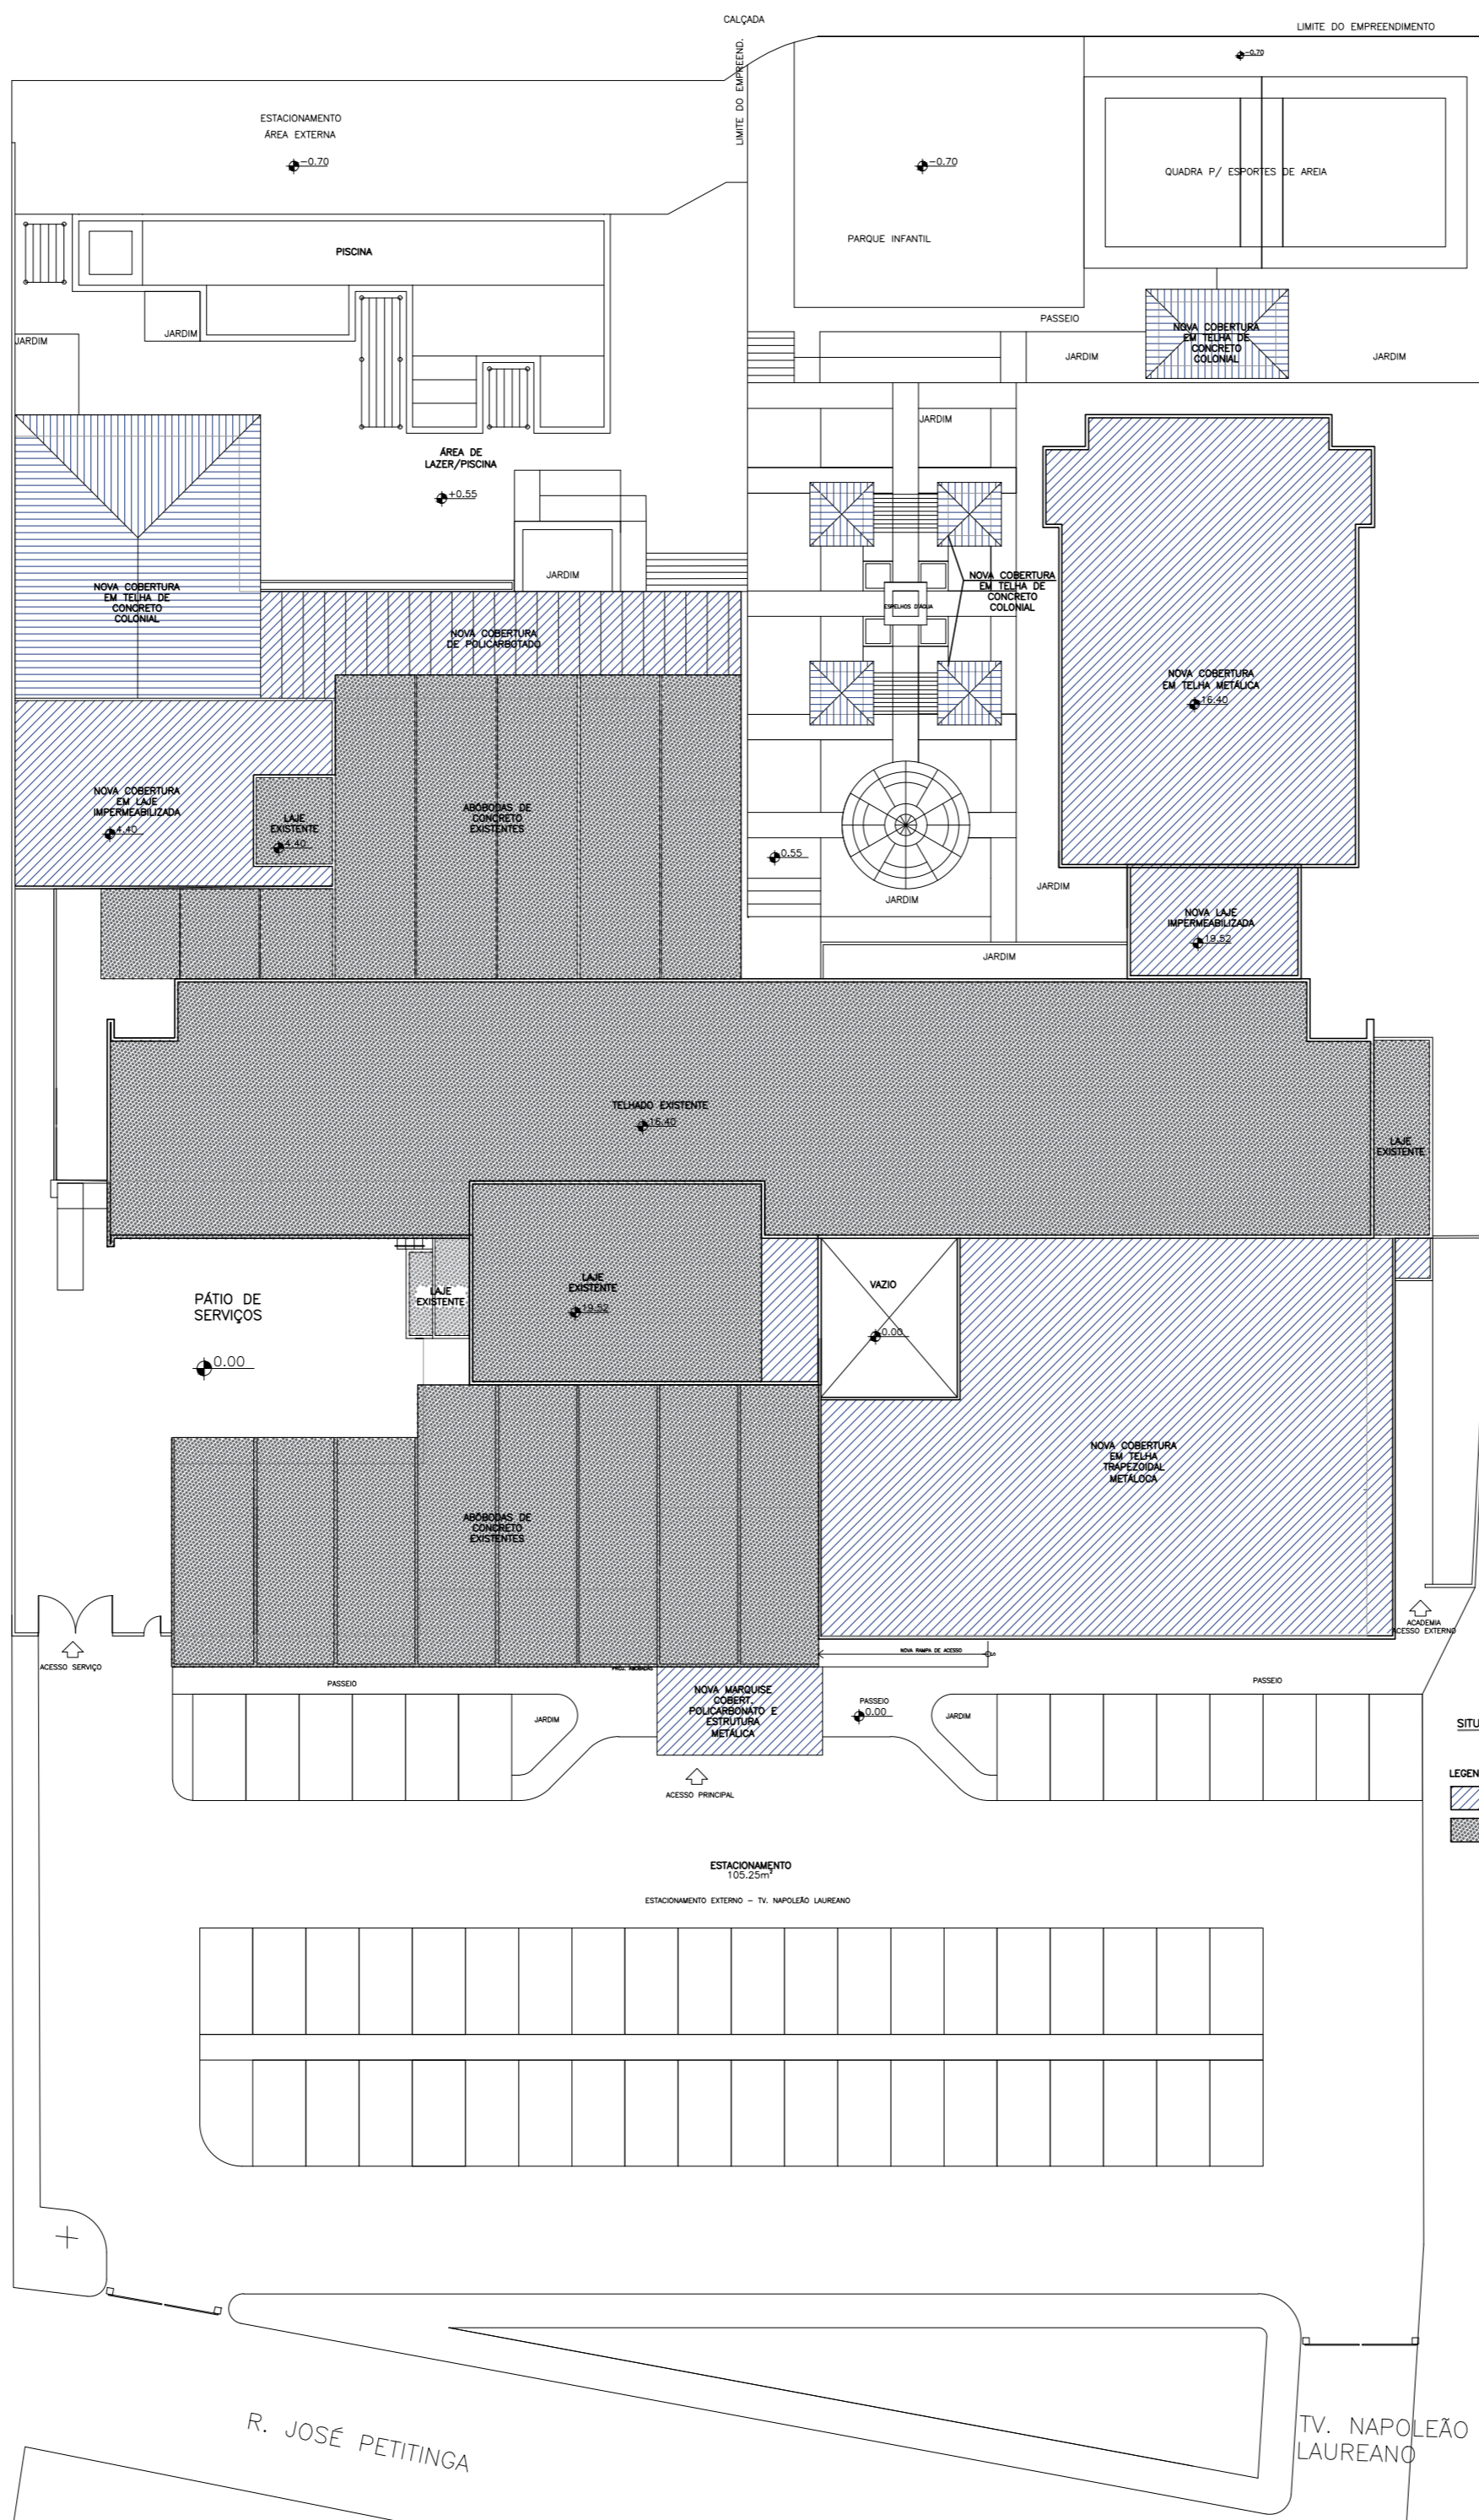 CALÇADA
LIMITE DO EMPREENDIMENTO
LIMITE DO EMPREEND.
-0.70
ESTACIONAMENTO
ÁREA EXTERNA
-0.70
-0.70
QUADRA P/ ESPORTES DE AREIA
PARQUE INFANTIL
PISCINA
JARDIM
JARDIM
PASSEIO
NOVA COBERTURA
EM TELHA DE
CONCRETO
COLONIAL
JARDIM
JARDIM
JARDIM
ÁREA DE
LAZER/PISCINA
+0.55
NOVA COBERTURA
EM TELHA DE
CONCRETO
COLONIAL
JARDIM
NOVA COBERTURA
EM TELHA DE
CONCRETO
COLONIAL
ESPELHOS D'ÁGUA
NOVA COBERTURA
DE POLICARBOTADO
NOVA COBERTURA
EM TELHA METÁLICA
16.40
NOVA COBERTURA
EM LAJE
IMPERMEABILIZADA
4.40
LAJE
EXISTENTE
4.40
ABÓBODAS DE
CONCRETO
EXISTENTES
0.55
JARDIM
JARDIM
NOVA LAJE
IMPERMEABILIZADA
19.52
JARDIM
TELHADO EXISTENTE
16.40
LAJE
EXISTENTE
PÁTIO DE
SERVIÇOS
0.00
LAJE
EXISTENTE
LAJE
EXISTENTE
19.52
VAZIO
0.00
NOVA COBERTURA
EM TELHA
TRAPEZOIDAL
METÁLOCA
ABÓBODAS DE
CONCRETO
EXISTENTES
ACESSO SERVIÇO
ACADEMIA
ACESSO EXTERNO
NOVA RAMPA DE ACESSO
PROJ. ABÓBADAS
PASSEIO
PASSEIO
NOVA MARQUISE
COBERT.
POLICARBONATO E
ESTRUTURA
METÁLICA
PASSEIO
0.00
JARDIM
JARDIM
SITU
LEGEN
ACESSO PRINCIPAL
ESTACIONAMENTO
105.25m²
ESTACIONAMENTO EXTERNO – TV. NAPOLEÃO LAUREANO
R. JOSÉ PETITINGA
TV. NAPOLEÃO
LAUREANO